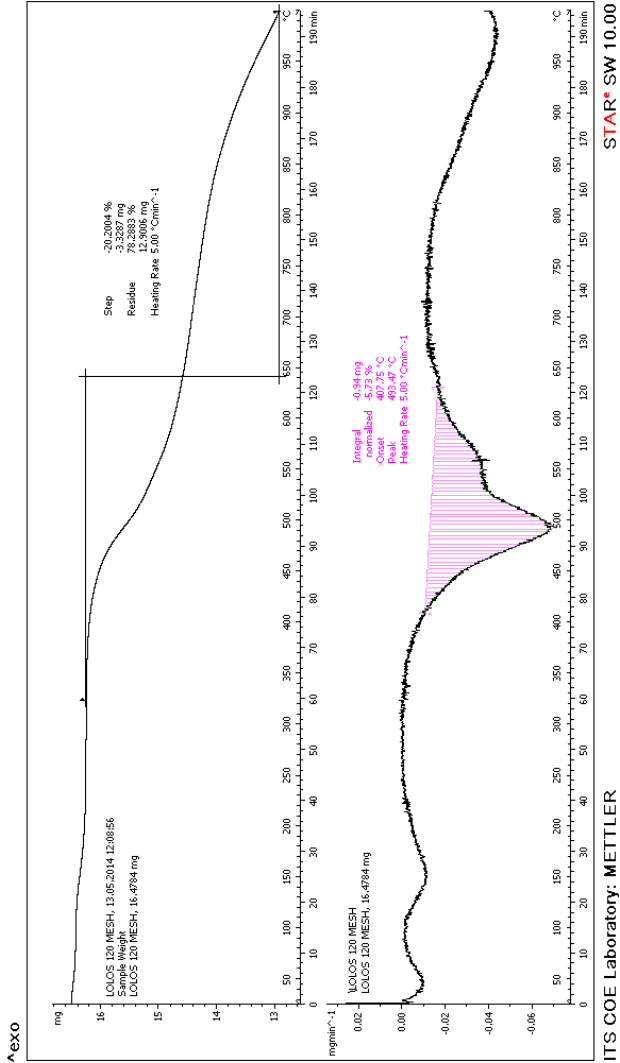 ^exo
mg
16
15
14
13
LOLOS 120 MESH, 13.05.2014 12:08:56
Sample Weight
LOLOS 120 MESH, 16.4784 mg
Step -20.2004 %
-3.3287 mg
Residue 78.2883 %
12.9006 mg
Heating Rate 5.00 °Cmin^-1
50 100 150 200 250 300 350 400 450 500 550 600 650 700 750 800 850 900 950 °C
0 10 20 30 40 50 60 70 80 90 100 110 120 130 140 150 160 170 180 190 min
mgmin^-1
0.02
0.00
-0.02
-0.04
-0.06
\LOLOS 120 MESH
LOLOS 120 MESH, 16.4784 mg
Integral -0.94 mg
normalized -5.73 %
Onset 407.75 °C
Peak 493.47 °C
Heating Rate 5.00 °Cmin^-1
50 100 150 200 250 300 350 400 450 500 550 600 650 700 750 800 850 900 950 °C
0 10 20 30 40 50 60 70 80 90 100 110 120 130 140 150 160 170 180 190 min
ITS COE Laboratory: METTLER
STARe SW 10.00